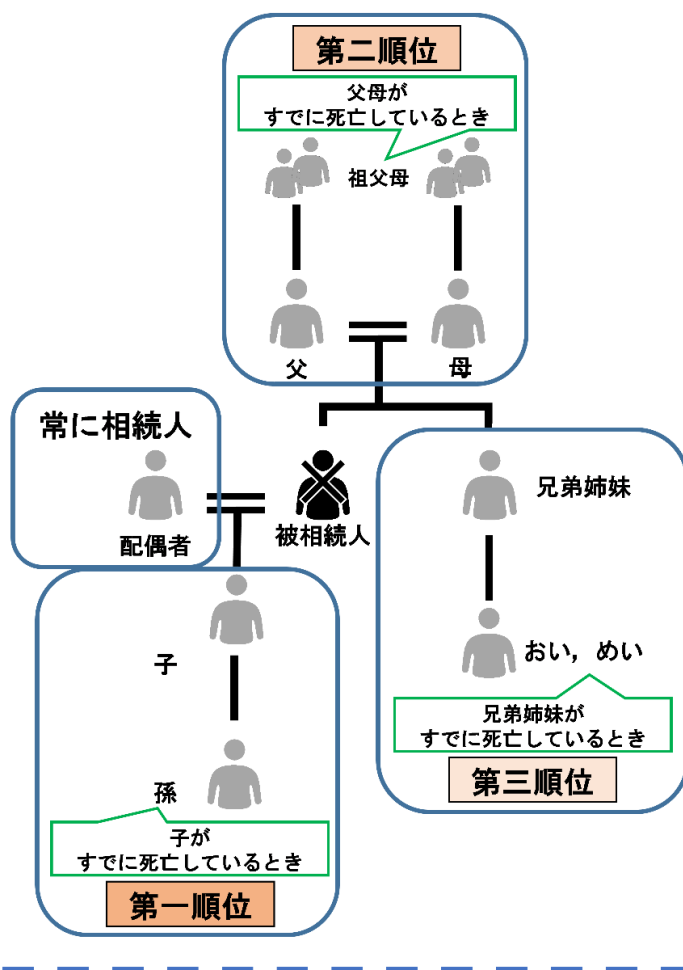 第二順位
父母が
すでに死亡しているとき
祖父母
父
母
常に相続人
配偶者
被相続人
兄弟姉妹
おい，めい
兄弟姉妹が
すでに死亡しているとき
第三順位
子
孫
子が
すでに死亡しているとき
第一順位